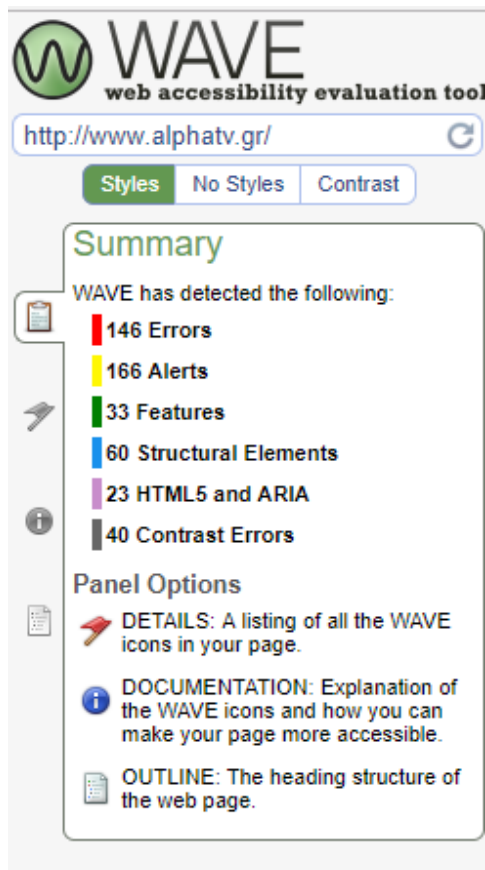 WAVE
web accessibility evaluation tool
http://www.alphatv.gr/
Styles No Styles Contrast
Summary
WAVE has detected the following:
146 Errors
166 Alerts
33 Features
60 Structural Elements
23 HTML5 and ARIA
40 Contrast Errors
Panel Options
DETAILS: A listing of all the WAVE
icons in your page.
DOCUMENTATION: Explanation of
the WAVE icons and how you can
make your page more accessible.
OUTLINE: The heading structure of
the web page.